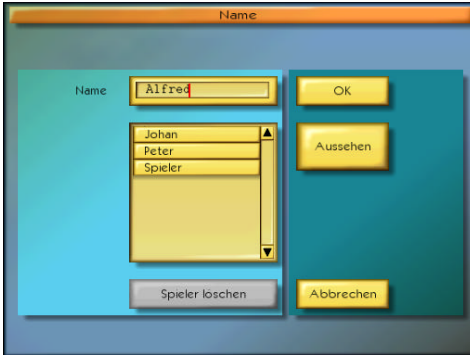 Name
Name
Alfred
OK
Johan
Peter
Spieler
Aussehen
Spieler löschen
Abbrechen